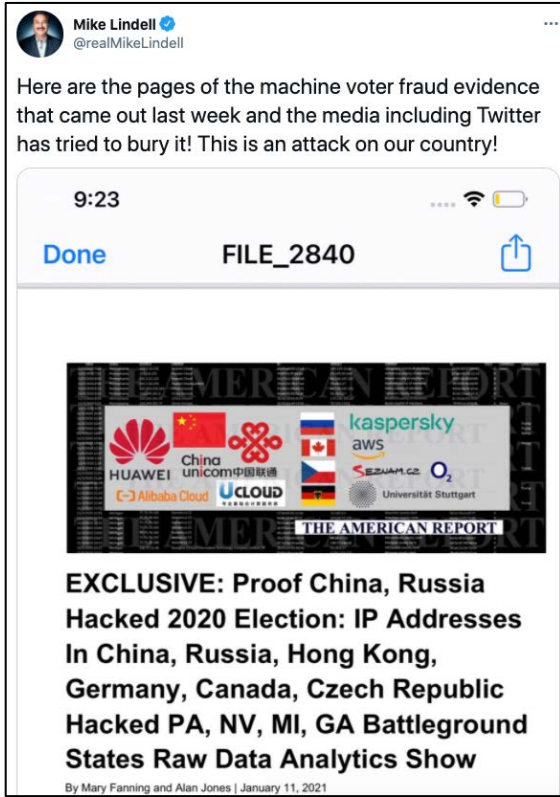 Mike Lindell
@realMikeLindell
Here are the pages of the machine voter fraud evidence
that came out last week and the media including Twitter
has tried to bury it! This is an attack on our country!
9:23
Done
FILE_2840
THE AMERICAN REPORT
HUAWEI
China
unicom中国联通
Alibaba Cloud
UCLOUD
kaspersky
aws
SEZNAM.CZ
O2
Universität Stuttgart
THE AMERICAN REPORT
THE AMERICAN REPORT
EXCLUSIVE: Proof China, Russia
Hacked 2020 Election: IP Addresses
In China, Russia, Hong Kong,
Germany, Canada, Czech Republic
Hacked PA, NV, MI, GA Battleground
States Raw Data Analytics Show
By Mary Fanning and Alan Jones | January 11, 2021